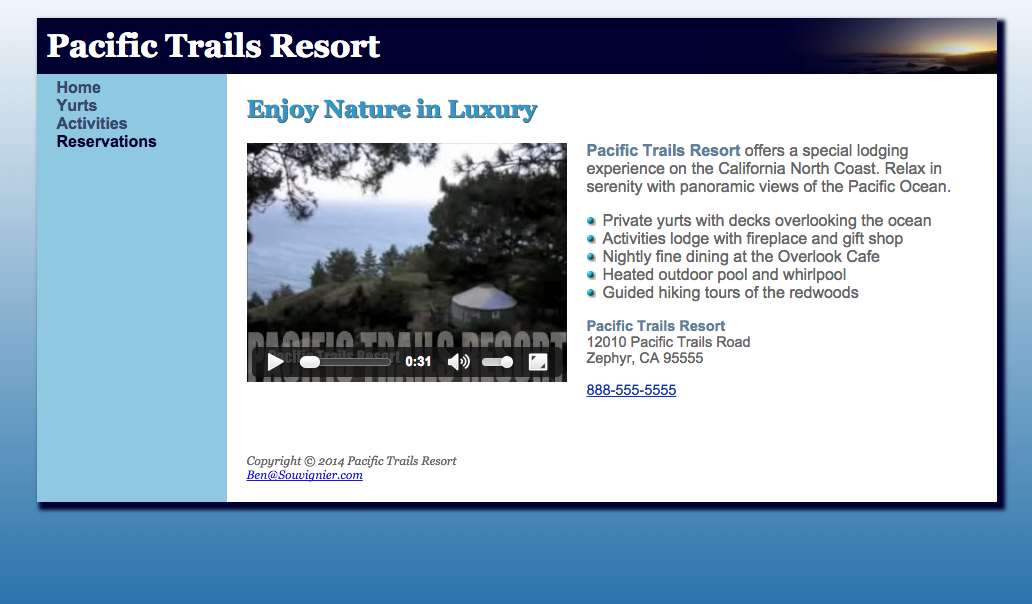 Pacific Trails Resort
Home
Yurts
Activities
Reservations
Enjoy Nature in Luxury
PACIFIC TRAILS RESORT
Pacific Trails Resort
0:31
Pacific Trails Resort offers a special lodging
experience on the California North Coast. Relax in
serenity with panoramic views of the Pacific Ocean.
Private yurts with decks overlooking the ocean
Activities lodge with fireplace and gift shop
Nightly fine dining at the Overlook Cafe
Heated outdoor pool and whirlpool
Guided hiking tours of the redwoods
Pacific Trails Resort
12010 Pacific Trails Road
Zephyr, CA 95555
888-555-5555
Copyright © 2014 Pacific Trails Resort
Ben@Souvignier.com